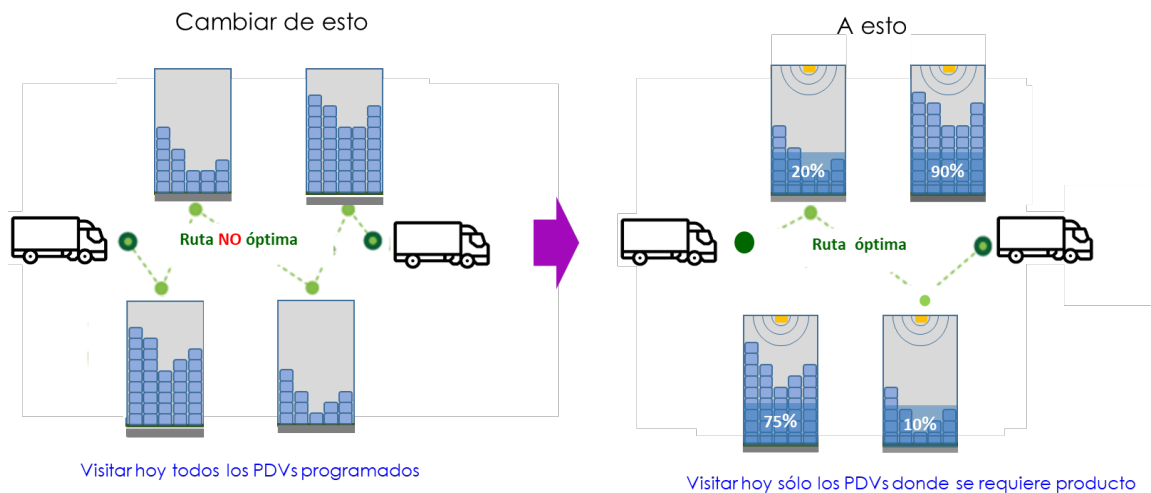 Cambiar de esto
A esto
20%
90%
Ruta NO óptima
Ruta óptima
75%
10%
Visitar hoy todos los PDVs programados
Visitar hoy sólo los PDVs donde se requiere producto